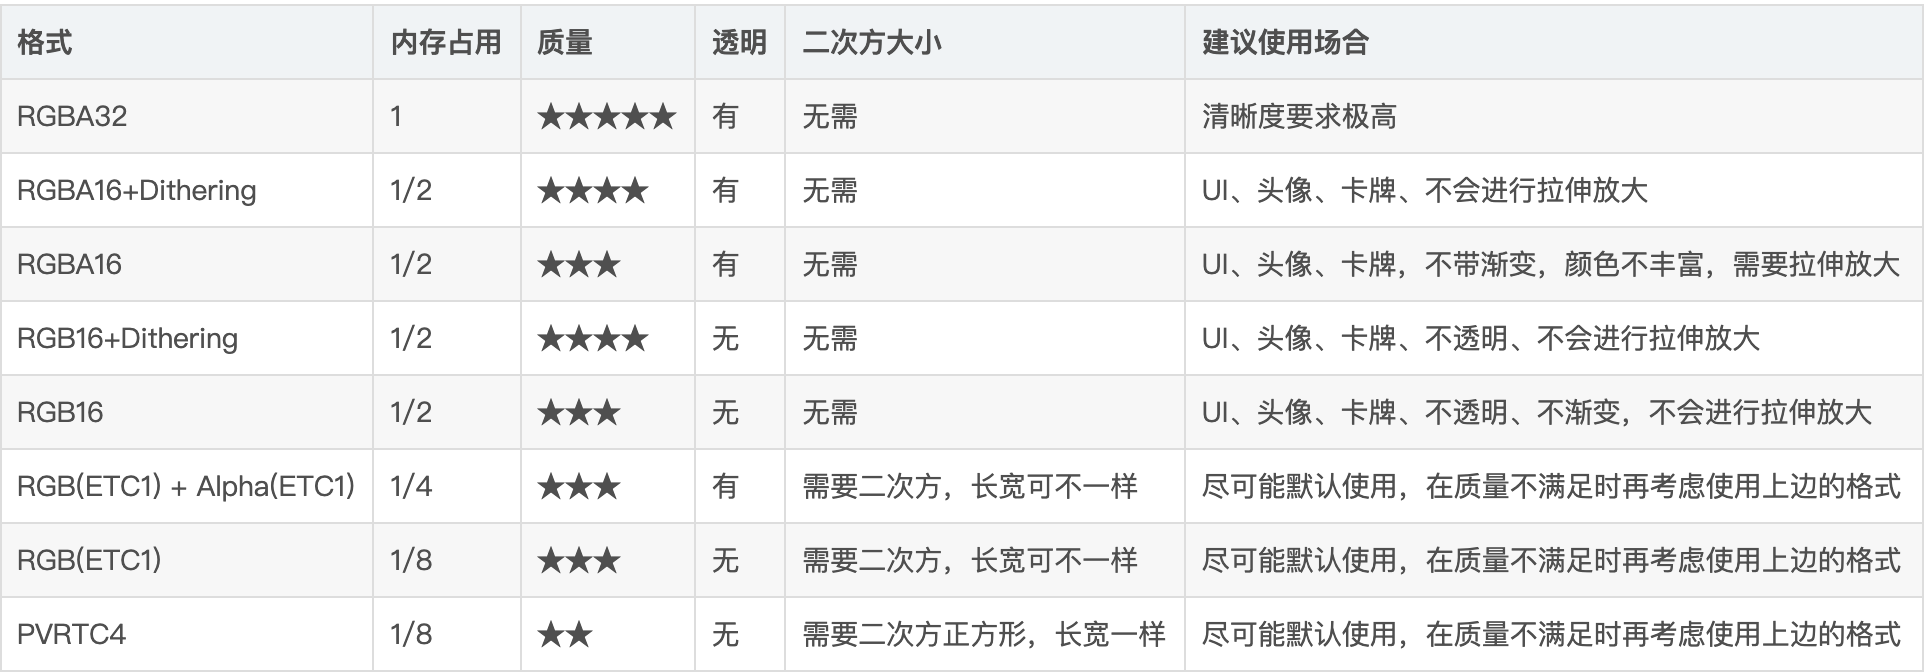 格式 内存占用 质量 透明 二次方大小 建议使用场合
RGBA32 1 ★★★★★ 有 无需 清晰度要求极高
RGBA16+Dithering 1/2 ★★★★ 有 无需 UI、头像、卡牌、不会进行拉伸放大
RGBA16 1/2 ★★★ 有 无需 UI、头像、卡牌，不带渐变，颜色不丰富，需要拉伸放大
RGB16+Dithering 1/2 ★★★★ 无 无需 UI、头像、卡牌、不透明、不会进行拉伸放大
RGB16 1/2 ★★★ 无 无需 UI、头像、卡牌、不透明、不渐变，不会进行拉伸放大
RGB(ETC1) + Alpha(ETC1) 1/4 ★★★ 有 需要二次方，长宽可不一样 尽可能默认使用，在质量不满足时再考虑使用上边的格式
RGB(ETC1) 1/8 ★★★ 无 需要二次方，长宽可不一样 尽可能默认使用，在质量不满足时再考虑使用上边的格式
PVRTC4 1/8 ★★ 无 需要二次方正方形，长宽一样 尽可能默认使用，在质量不满足时再考虑使用上边的格式